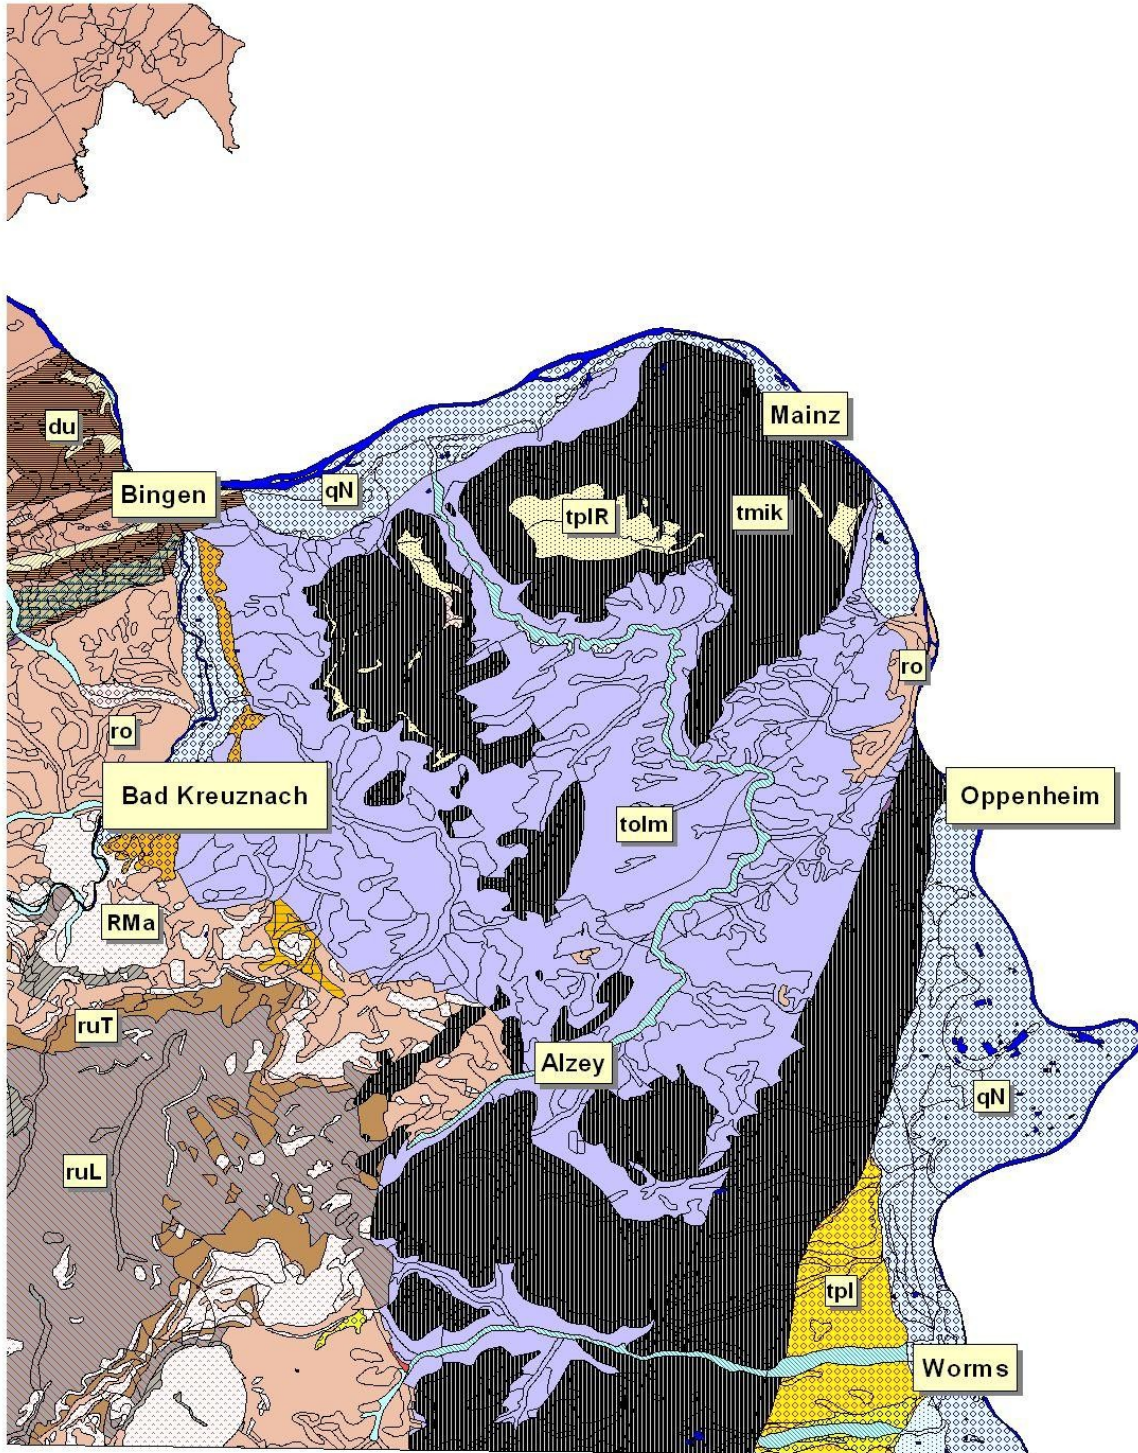 Mainz
du
Bingen
qN
tplR
tmik
ro
ro
Bad Kreuznach
Oppenheim
tolm
RMa
ruT
Alzey
qN
ruL
tpl
Worms